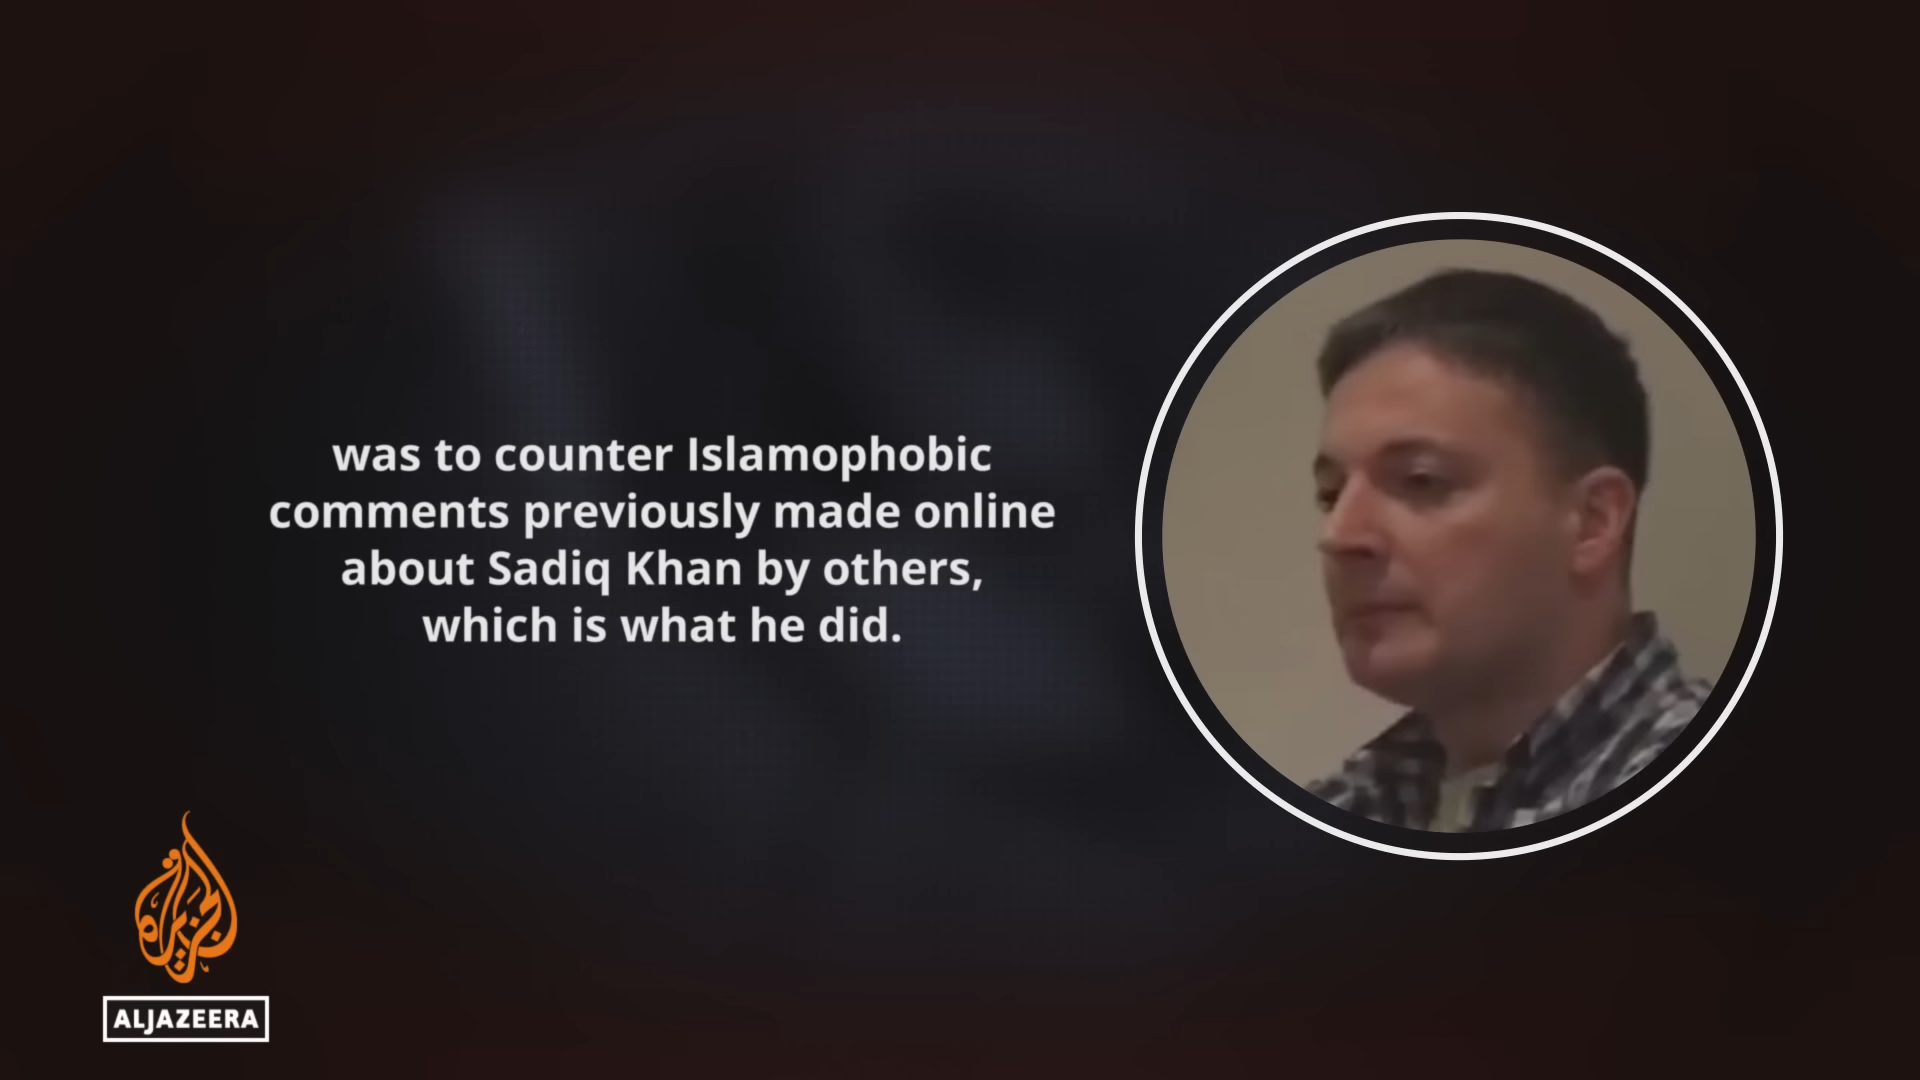 was to counter Islamophobic
comments previously made online
about Sadiq Khan by others,
which is what he did.
الجزيرة
ALJAZEERA